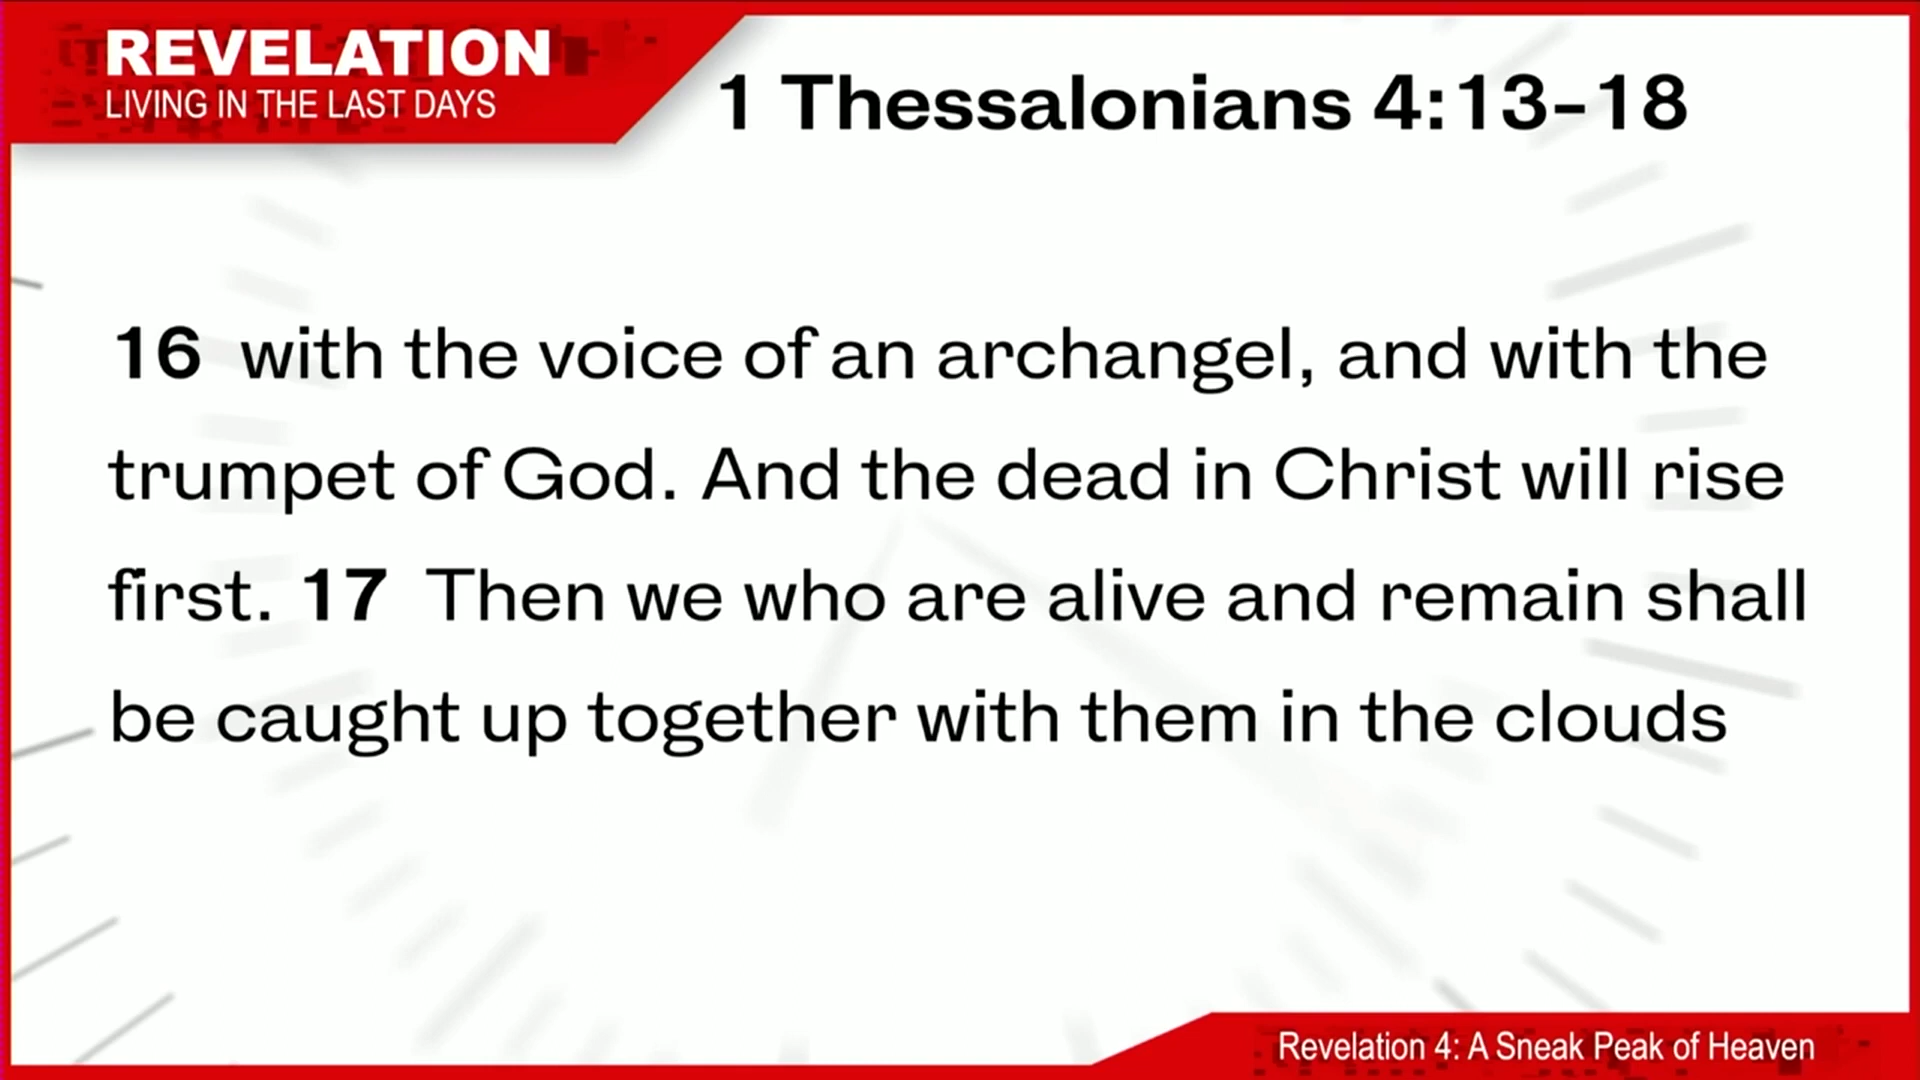 REVELATION
LIVING IN THE LAST DAYS
1 Thessalonians 4:13–18
16 with the voice of an archangel, and with the
trumpet of God. And the dead in Christ will rise
first. 17 Then we who are alive and remain shall
be caught up together with them in the clouds
Revelation 4: A Sneak Peak of Heaven